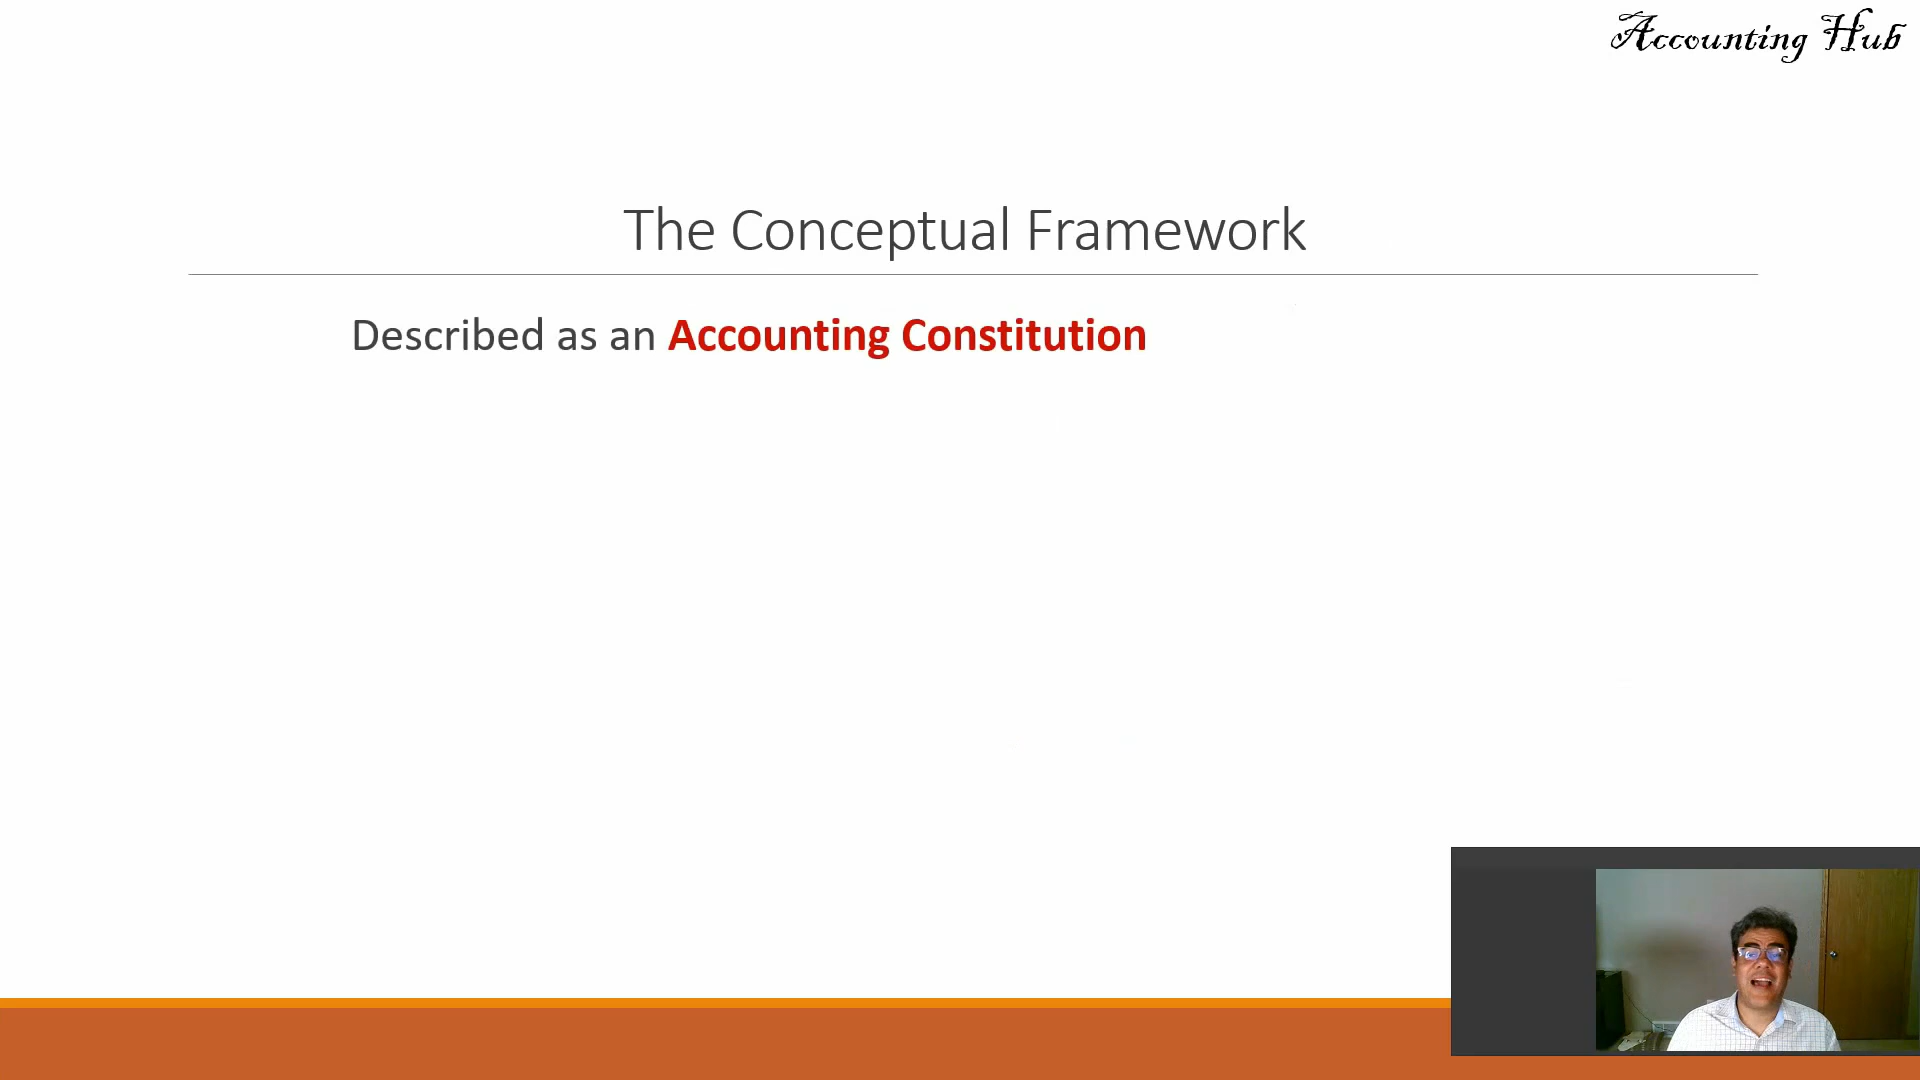 Accounting Hub
The Conceptual Framework
Described as an Accounting Constitution